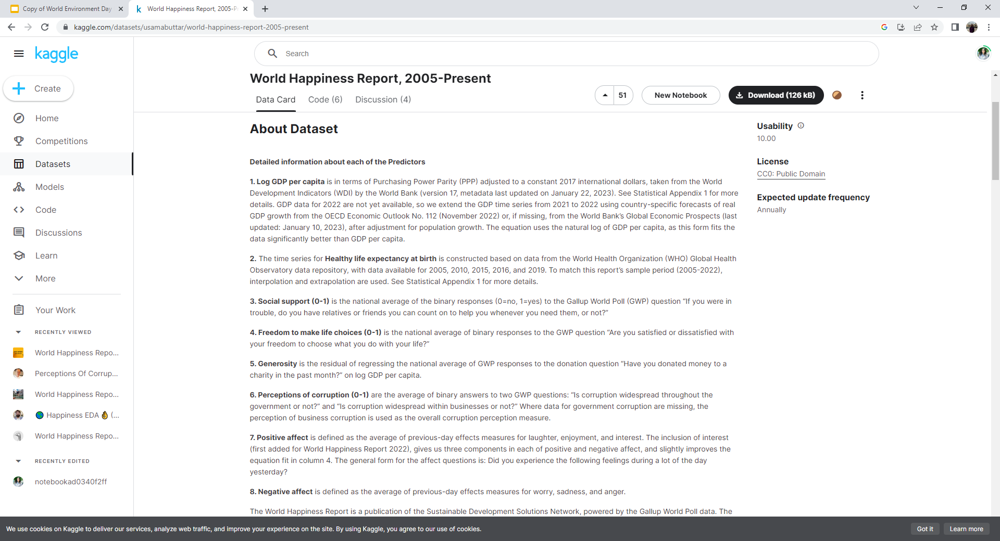 Copy of World Environment Day
World Happiness Report, 2005-P
kaggle.com/datasets/usamabuttar/world-happiness-report-2005-present
kaggle
Search
Create
Home
Competitions
Datasets
Models
Code
Discussions
Learn
More
Your Work
RECENTLY VIEWED
World Happiness Repo...
Perceptions Of Corrup...
World Happiness Repo...
Happiness EDA 👌 (...
World Happiness Repo...
RECENTLY EDITED
notebookad0340f2ff
World Happiness Report, 2005-Present
Data Card Code (6) Discussion (4)
51
New Notebook
Download (126 kB)
About Dataset
Detailed information about each of the Predictors
1. Log GDP per capita is in terms of Purchasing Power Parity (PPP) adjusted to a constant 2017 international dollars, taken from the World
Development Indicators (WDI) by the World Bank (version 17, metadata last updated on January 22, 2023). See Statistical Appendix 1 for more
details. GDP data for 2022 are not yet available, so we extend the GDP time series from 2021 to 2022 using country-specific forecasts of real
GDP growth from the OECD Economic Outlook No. 112 (November 2022) or, if missing, from the World Bank's Global Economic Prospects (last
updated: January 10, 2023), after adjustment for population growth. The equation uses the natural log of GDP per capita, as this form fits the
data significantly better than GDP per capita.
2. The time series for Healthy life expectancy at birth is constructed based on data from the World Health Organization (WHO) Global Health
Observatory data repository, with data available for 2005, 2010, 2015, 2016, and 2019. To match this report's sample period (2005-2022),
interpolation and extrapolation are used. See Statistical Appendix 1 for more details.
3. Social support (0-1) is the national average of the binary responses (0=no, 1=yes) to the Gallup World Poll (GWP) question “If you were in
trouble, do you have relatives or friends you can count on to help you whenever you need them, or not?”
4. Freedom to make life choices (0-1) is the national average of binary responses to the GWP question “Are you satisfied or dissatisfied with
your freedom to choose what you do with your life?”
5. Generosity is the residual of regressing the national average of GWP responses to the donation question “Have you donated money to a
charity in the past month?” on log GDP per capita.
6. Perceptions of corruption (0-1) are the average of binary answers to two GWP questions: “Is corruption widespread throughout the
government or not?” and “Is corruption widespread within businesses or not?” Where data for government corruption are missing, the
perception of business corruption is used as the overall corruption perception measure.
7. Positive affect is defined as the average of previous-day effects measures for laughter, enjoyment, and interest. The inclusion of interest
(first added for World Happiness Report 2022), gives us three components in each of positive and negative affect, and slightly improves the
equation fit in column 4. The general form for the affect questions is: Did you experience the following feelings during a lot of the day
yesterday?
8. Negative affect is defined as the average of previous-day effects measures for worry, sadness, and anger.
The World Happiness Report is a publication of the Sustainable Development Solutions Network, powered by the Gallup World Poll data. The
Usability
10.00
License
CC0: Public Domain
Expected update frequency
Annually
We use cookies on Kaggle to deliver our services, analyze web traffic, and improve your experience on the site. By using Kaggle, you agree to our use of cookies.
Got it
Learn more